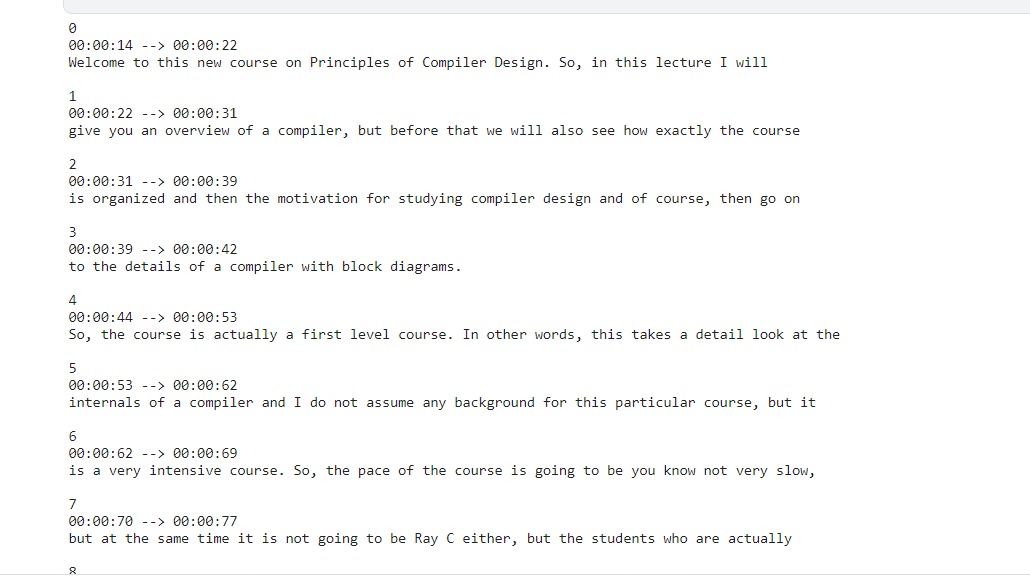 0
00:00:14 --> 00:00:22
Welcome to this new course on Principles of Compiler Design. So, in this lecture I will
1
00:00:22 --> 00:00:31
give you an overview of a compiler, but before that we will also see how exactly the course
2
00:00:31 --> 00:00:39
is organized and then the motivation for studying compiler design and of course, then go on
3
00:00:39 --> 00:00:42
to the details of a compiler with block diagrams.
4
00:00:44 --> 00:00:53
So, the course is actually a first level course. In other words, this takes a detail look at the
5
00:00:53 --> 00:00:62
internals of a compiler and I do not assume any background for this particular course, but it
6
00:00:62 --> 00:00:69
is a very intensive course. So, the pace of the course is going to be you know not very slow,
7
00:00:70 --> 00:00:77
but at the same time it is not going to be Ray C either, but the students who are actually
8